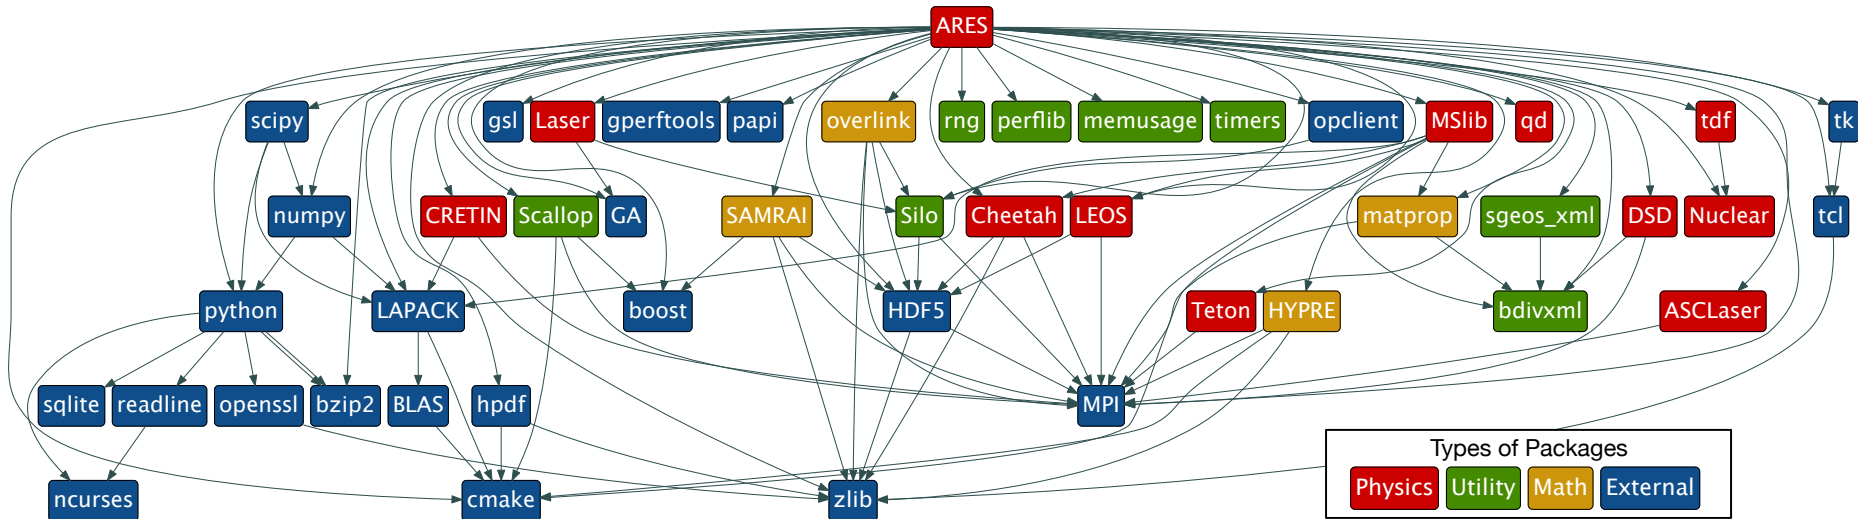 ARES
scipy gsl Laser gperftools papi overlink rng perflib memusage timers opclient MSlib qd tdf tk
numpy CRETIN Scallop GA SAMRAI Silo Cheetah LEOS matprop sgeos_xml DSD Nuclear tcl
python LAPACK boost HDF5 Teton HYPRE bdivxml ASCLaser
sqlite readline openssl bzip2 BLAS hpdf MPI
ncurses cmake zlib
Types of Packages
Physics Utility Math External